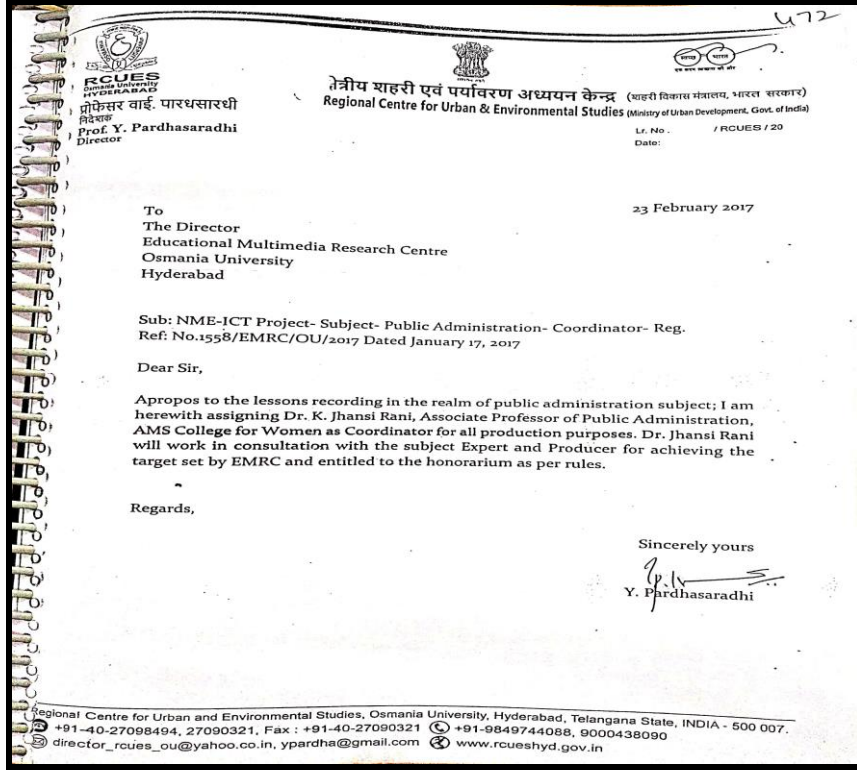 472
RCUES
Osmania University
HYDERABAD
प्रोफेसर वाई. पारधसारधी
निदेशक
Prof. Y. Pardhasaradhi
Director
क्षेत्रीय शहरी एवं पर्यावरण अध्ययन केन्द्र (शहरी विकास मंत्रालय, भारत सरकार)
Regional Centre for Urban & Environmental Studies (Ministry of Urban Development, Govt. of India)
स्वच्छ भारत
एक कदम स्वच्छता की ओर
Lr. No. / RCUES / 20
Date:
23 February 2017
To
The Director
Educational Multimedia Research Centre
Osmania University
Hyderabad
Sub: NME-ICT Project- Subject- Public Administration- Coordinator- Reg.
Ref: No.1558/EMRC/OU/2017 Dated January 17, 2017
Dear Sir,
Apropos to the lessons recording in the realm of public administration subject; I am
herewith assigning Dr. K. Jhansi Rani, Associate Professor of Public Administration,
AMS College for Women as Coordinator for all production purposes. Dr. Jhansi Rani
will work in consultation with the subject Expert and Producer for achieving the
target set by EMRC and entitled to the honorarium as per rules.
Regards,
Sincerely yours
Y. Pardhasaradhi
Regional Centre for Urban and Environmental Studies, Osmania University, Hyderabad, Telangana State, INDIA - 500 007.
+91-40-27098494, 27090321, Fax : +91-40-27090321 +91-9849744088, 9000438090
director_rcues_ou@yahoo.co.in, ypardha@gmail.com www.rcueshyd.gov.in